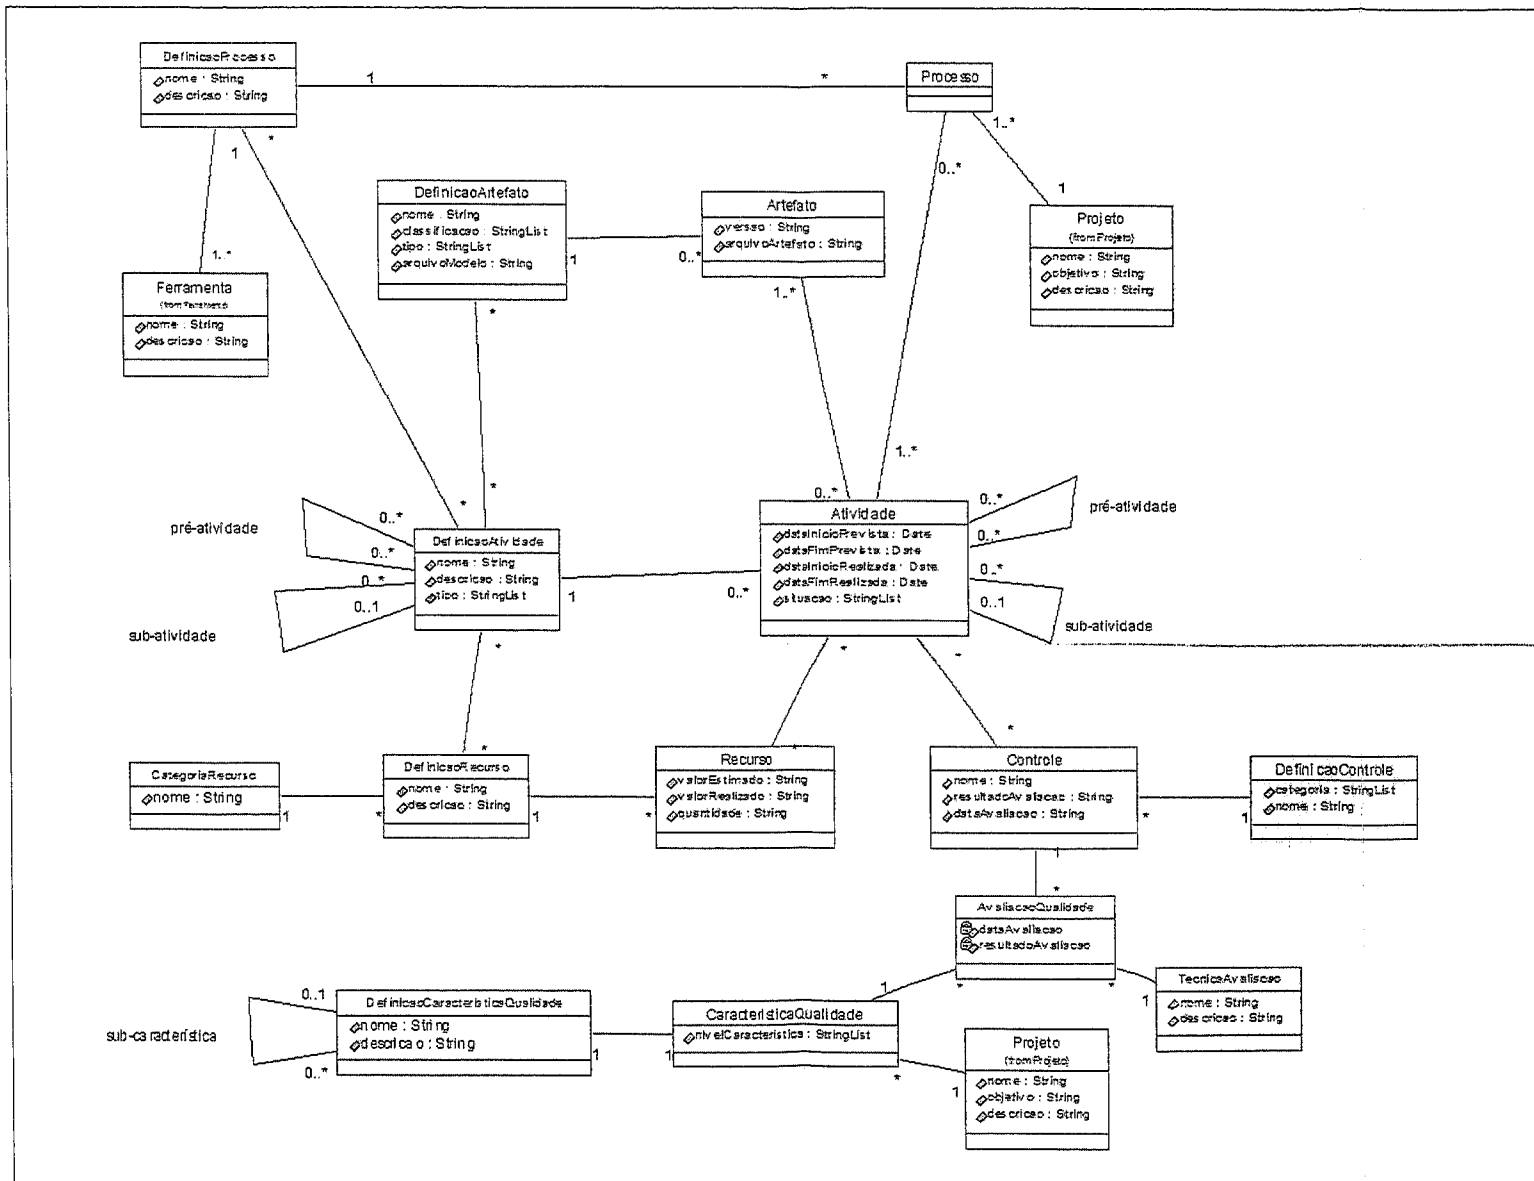 DefinicaoProcesso
nome : String
descricao : String
1
*
Processo
*
1
1..*
0..*
1..*
1
DefinicaoArtefato
nome : String
classificacao : StringList
tipo : StringList
arquivoModelo : String
1
0..*
*
Artefato
versao : String
arquivoArtefato : String
1..*
Projeto
(from Projeto)
nome : String
objetivo : String
descricao : String
Ferramenta
(from Ferramenta)
nome : String
descricao : String
*
*
0..*
1..*
pré-atividade
0..*
0..*
0..*
0..1
sub-atividade
DefinicaoAtividade
nome : String
descricao : String
tipo : StringList
1
0..*
*
Atividade
dataInicioPrevista : Date
dataFimPrevista : Date
dataInicioRealizada : Date
dataFimRealizada : Date
situacao : StringList
0..*
0..*
pré-atividade
0..*
0..1
sub-atividade
*
*
*
*
*
CategoriaRecurso
nome : String
1
*
DefinicaoRecurso
nome : String
descricao : String
1
*
Recurso
valorEstimado : String
valorRealizado : String
quantidade : String
Controle
nome : String
resultadoAvaliacao : String
dataAvaliacao : String
*
1
DefinicaoControle
categoria : StringList
nome : String
1
*
AvaliacaoQualidade
dataAvaliacao
resultadoAvaliacao
*
*
1
1
TecnicaAvaliacao
nome : String
descricao : String
0..1
sub-característica
0..*
DefinicaoCaracteristicaQualidade
nome : String
descricao : String
1
1
CaracteristicaQualidade
nivelCaracteristica : StringList
*
1
Projeto
(from Projeto)
nome : String
objetivo : String
descricao : String